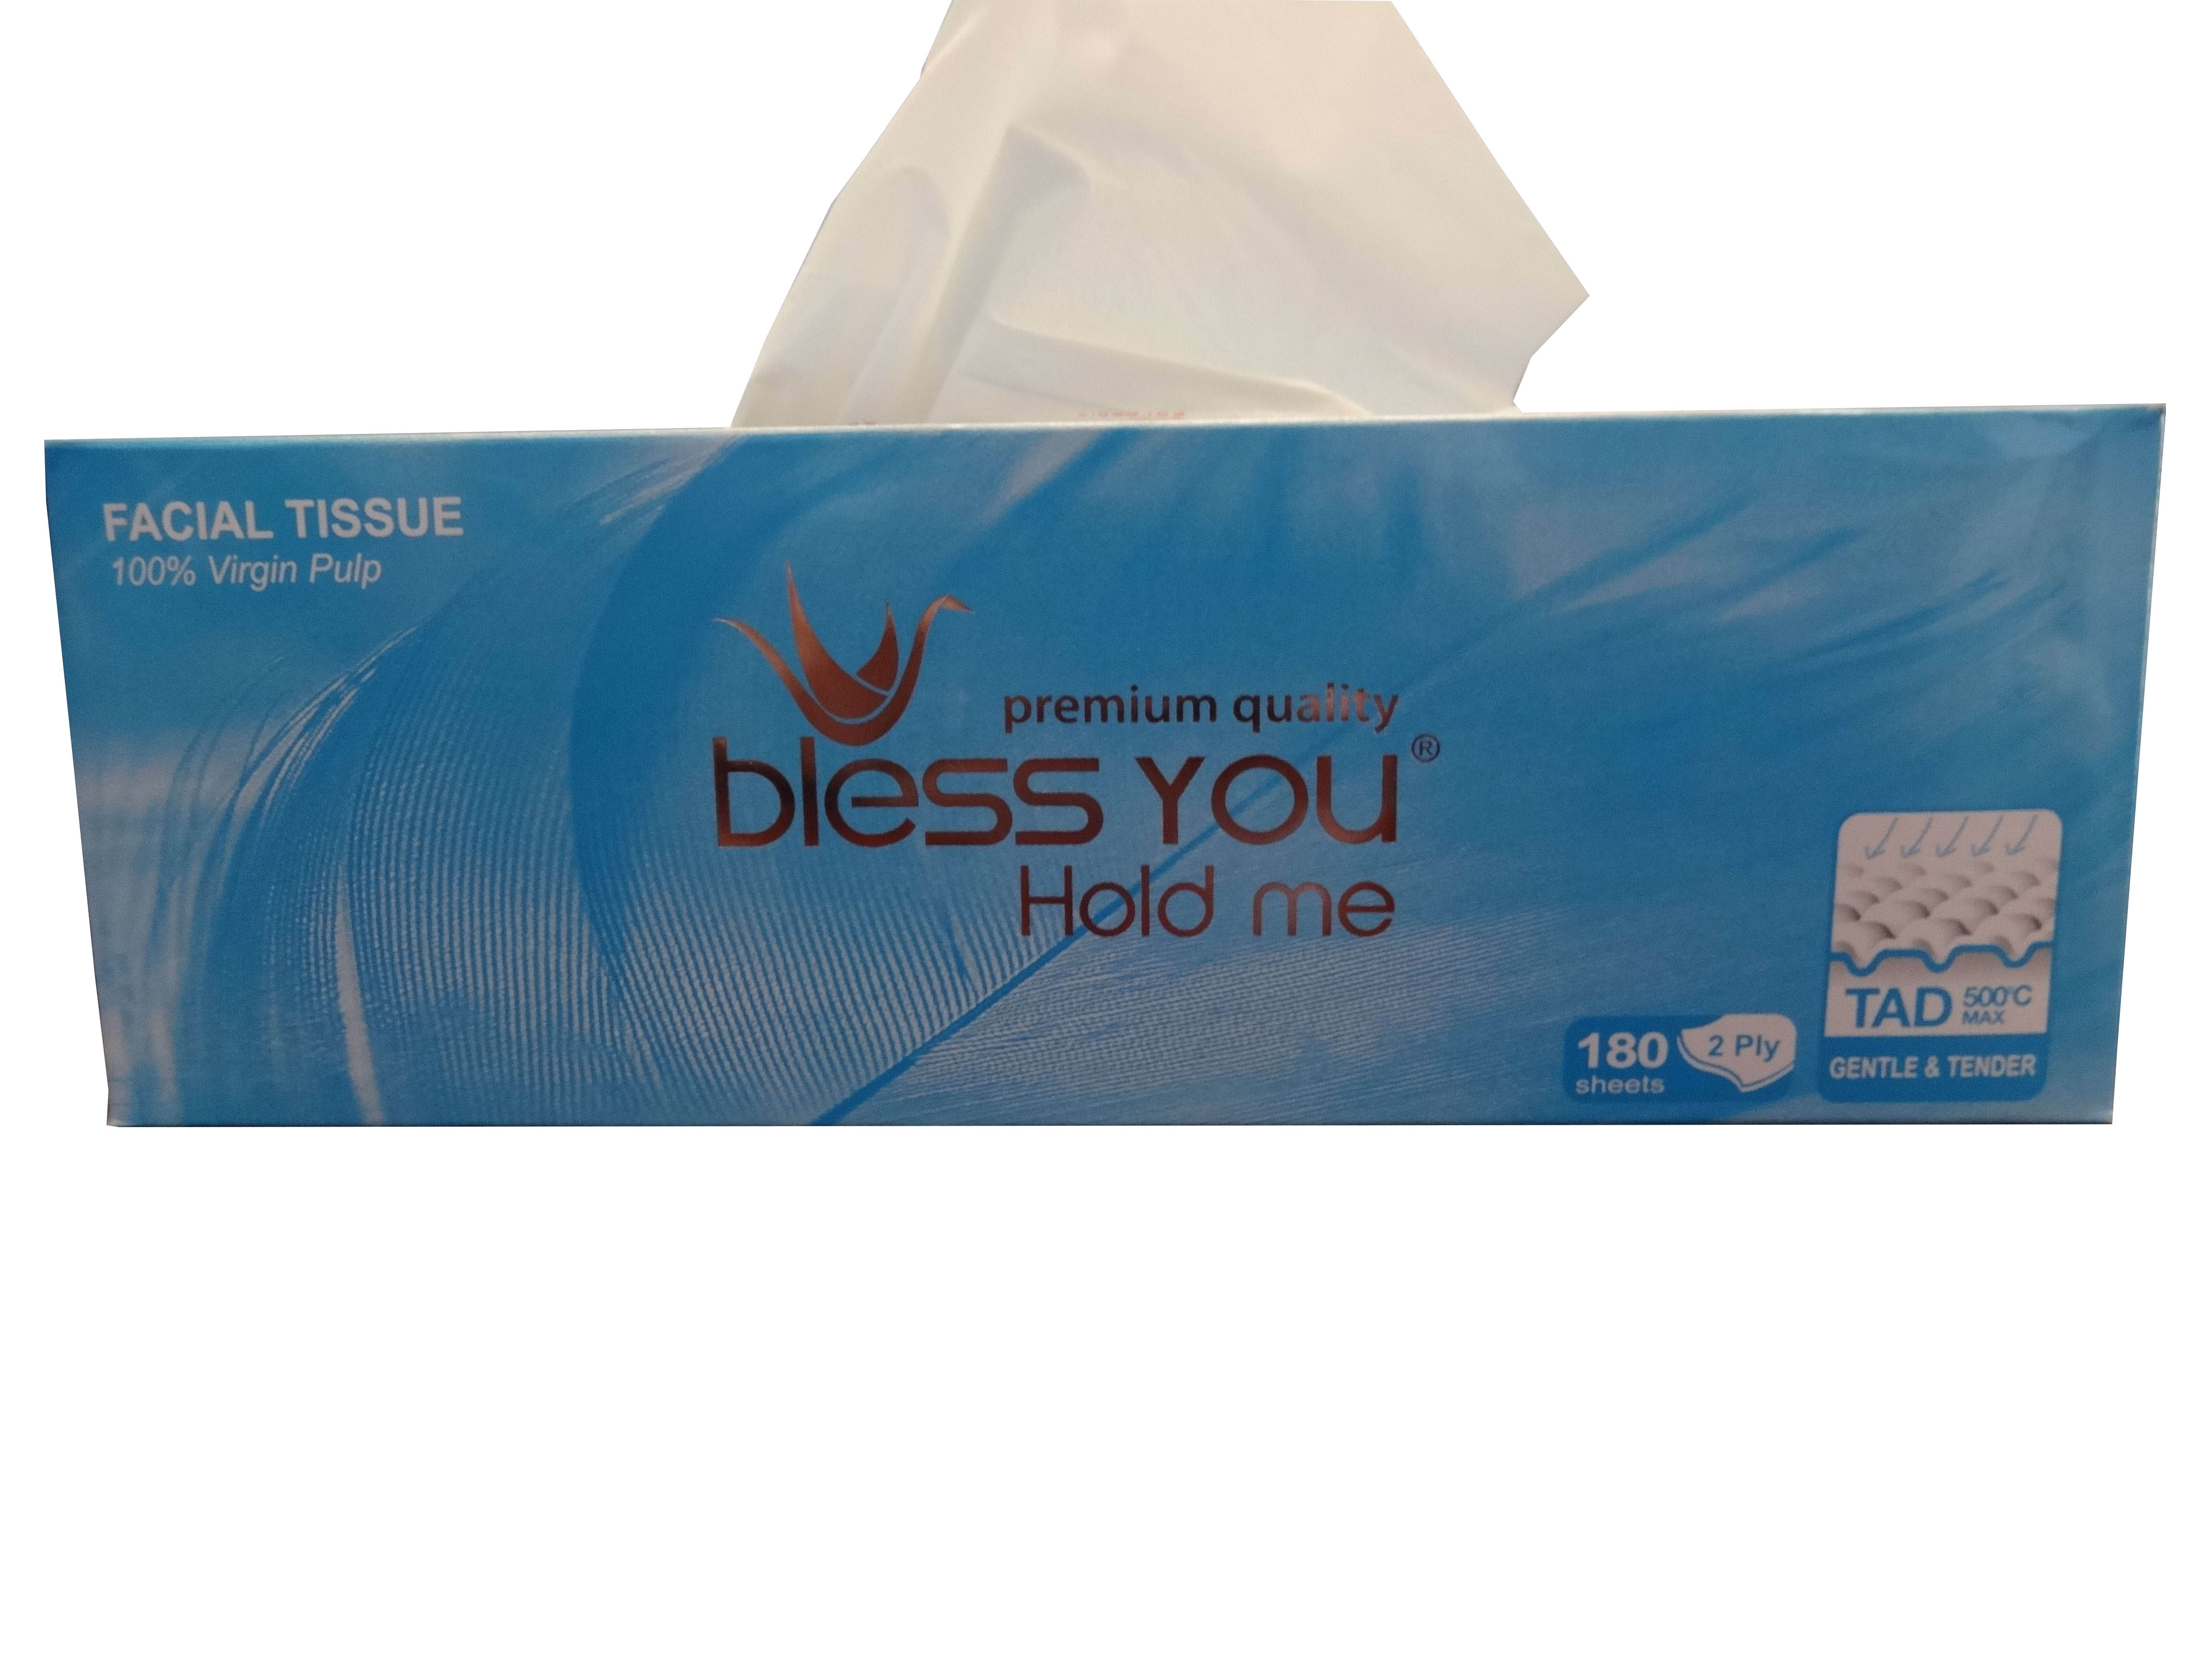 FACIAL TISSUE
100% Virgin Pulp
premium quality
bless YOU®
Hold me
180
sheets
2 Ply
TAD 500°C
MAX
GENTLE & TENDER